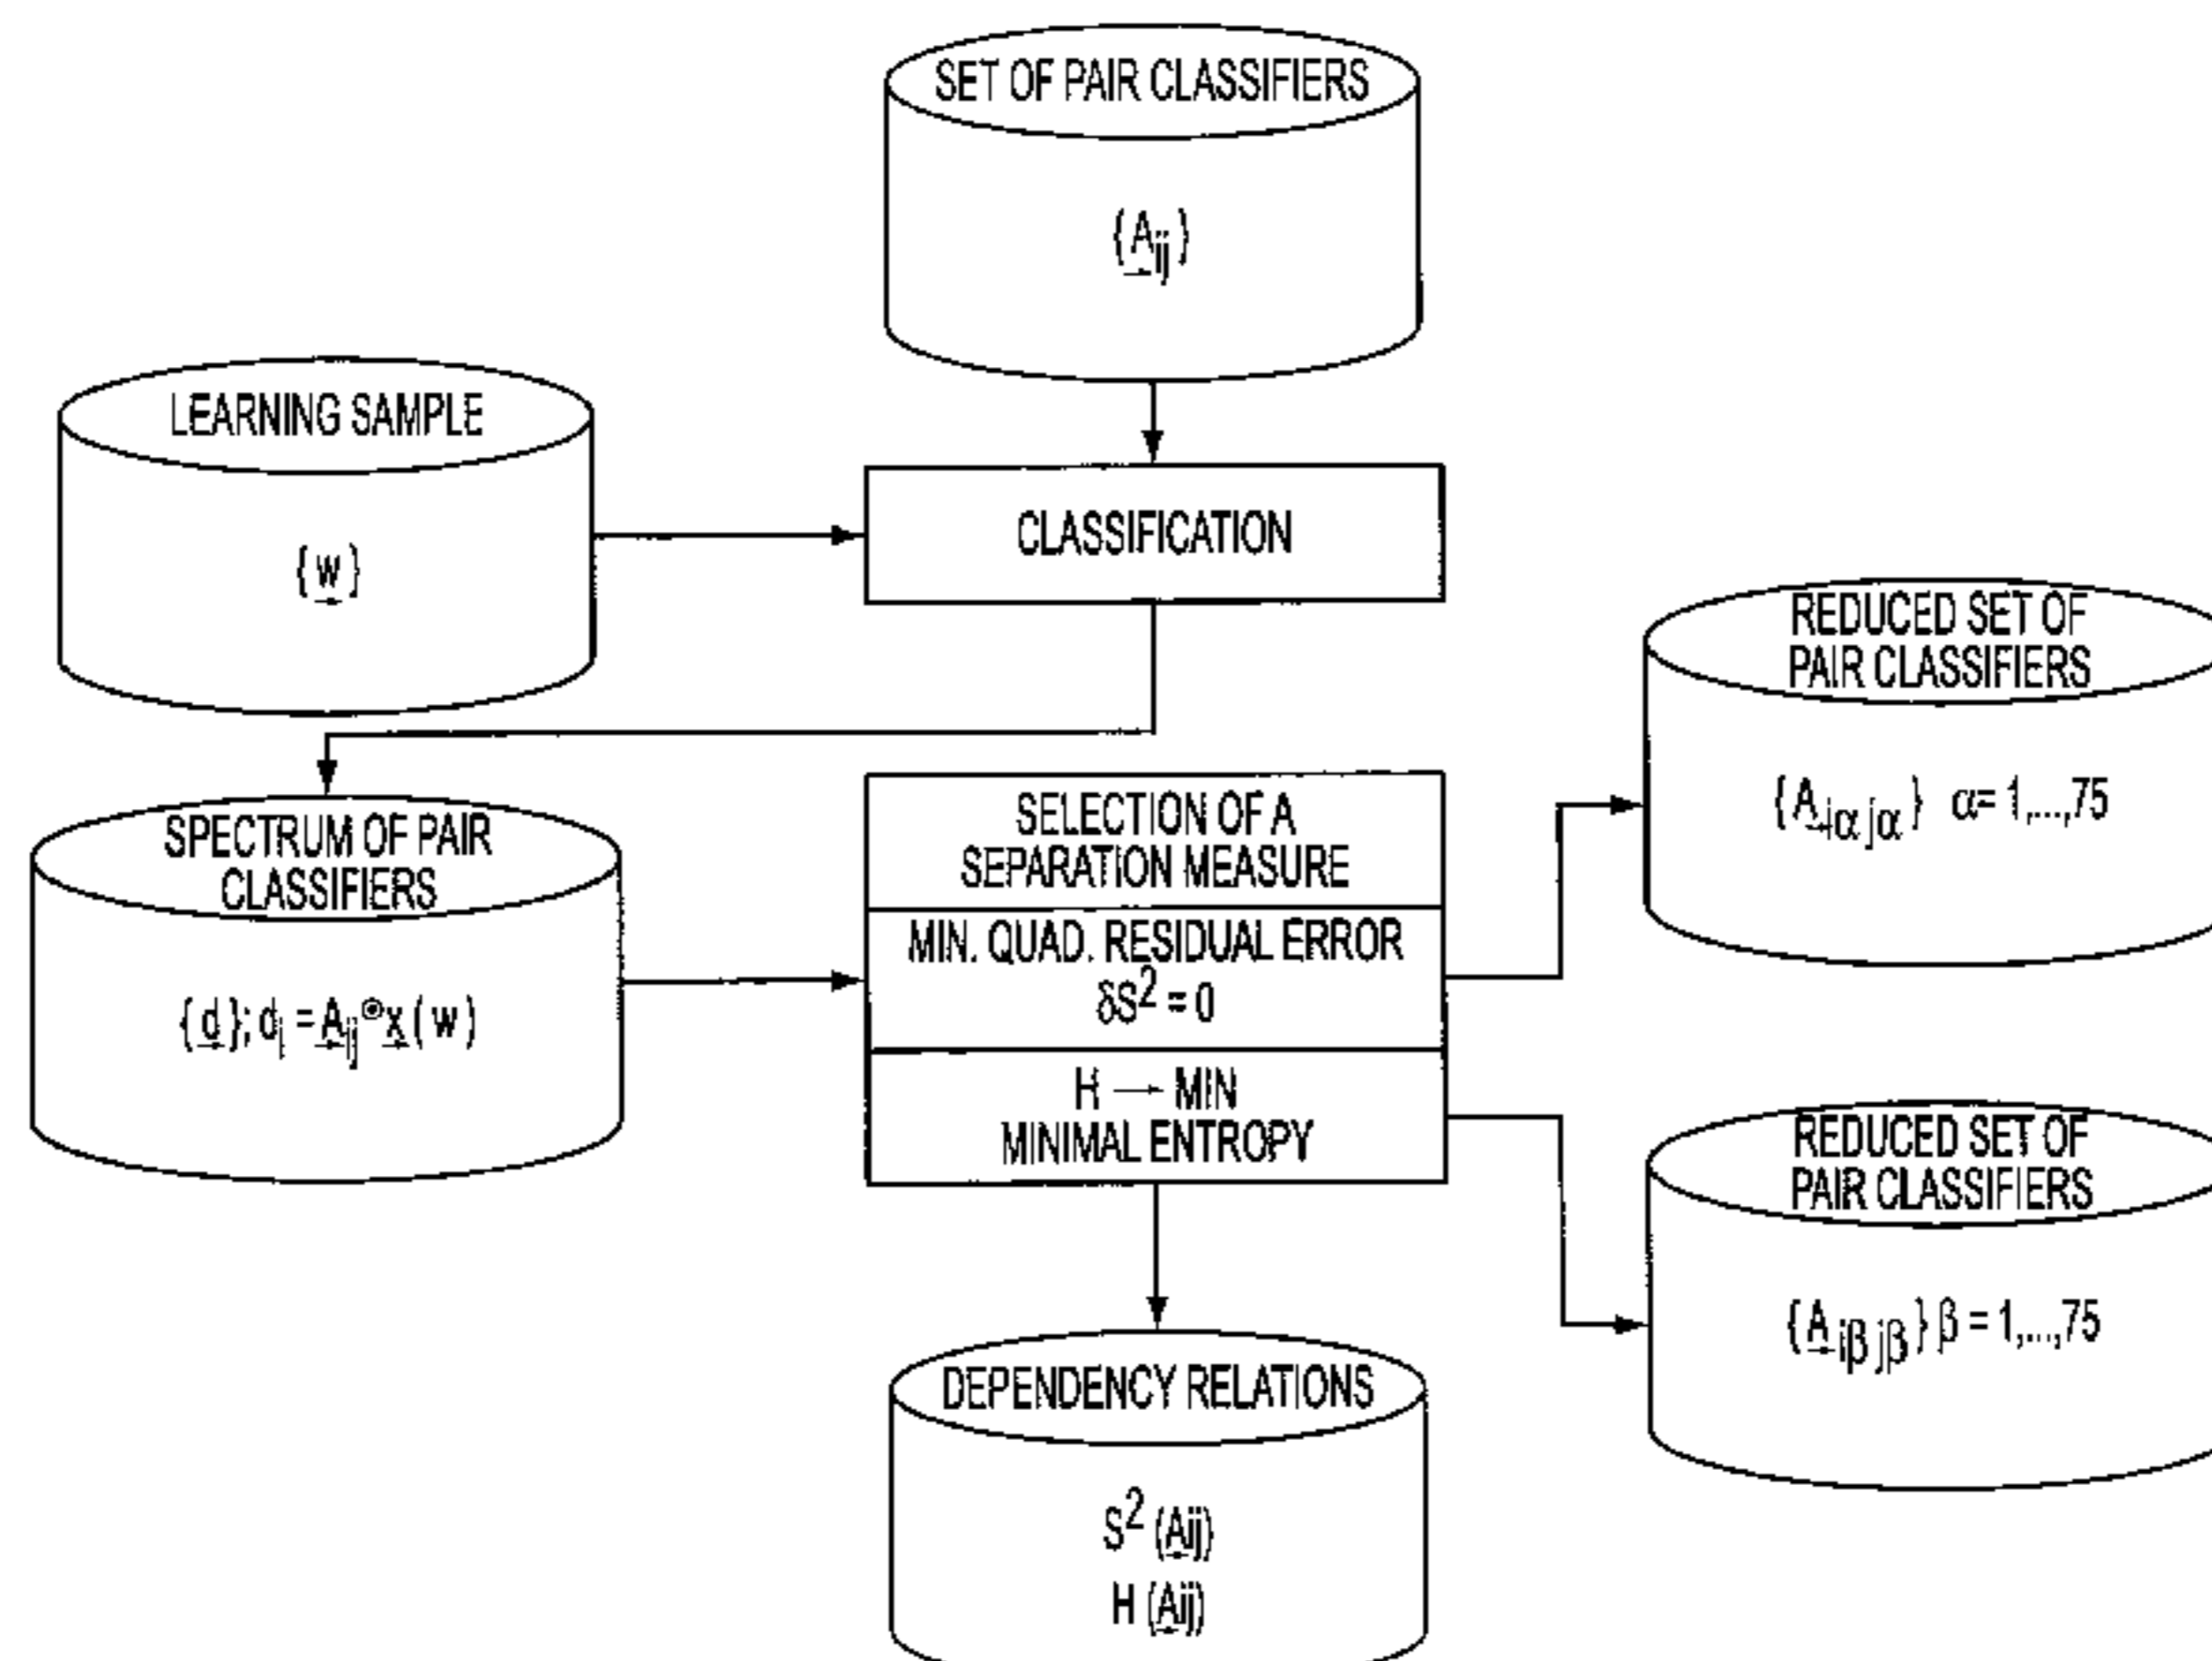 SET OF PAIR CLASSIFIERS
{A_ij}
LEARNING SAMPLE
{w}
CLASSIFICATION
REDUCED SET OF
PAIR CLASSIFIERS
{A_iα jα} α= 1,...,75
SPECTRUM OF PAIR
CLASSIFIERS
{d}; d_j = A_ij ⊙ x (w)
SELECTION OF A
SEPARATION MEASURE
MIN. QUAD. RESIDUAL ERROR
δS² = 0
H → MIN
MINIMAL ENTROPY
REDUCED SET OF
PAIR CLASSIFIERS
{A_iβ jβ} β = 1,...,75
DEPENDENCY RELATIONS
S² (Aij)
H (Aij)